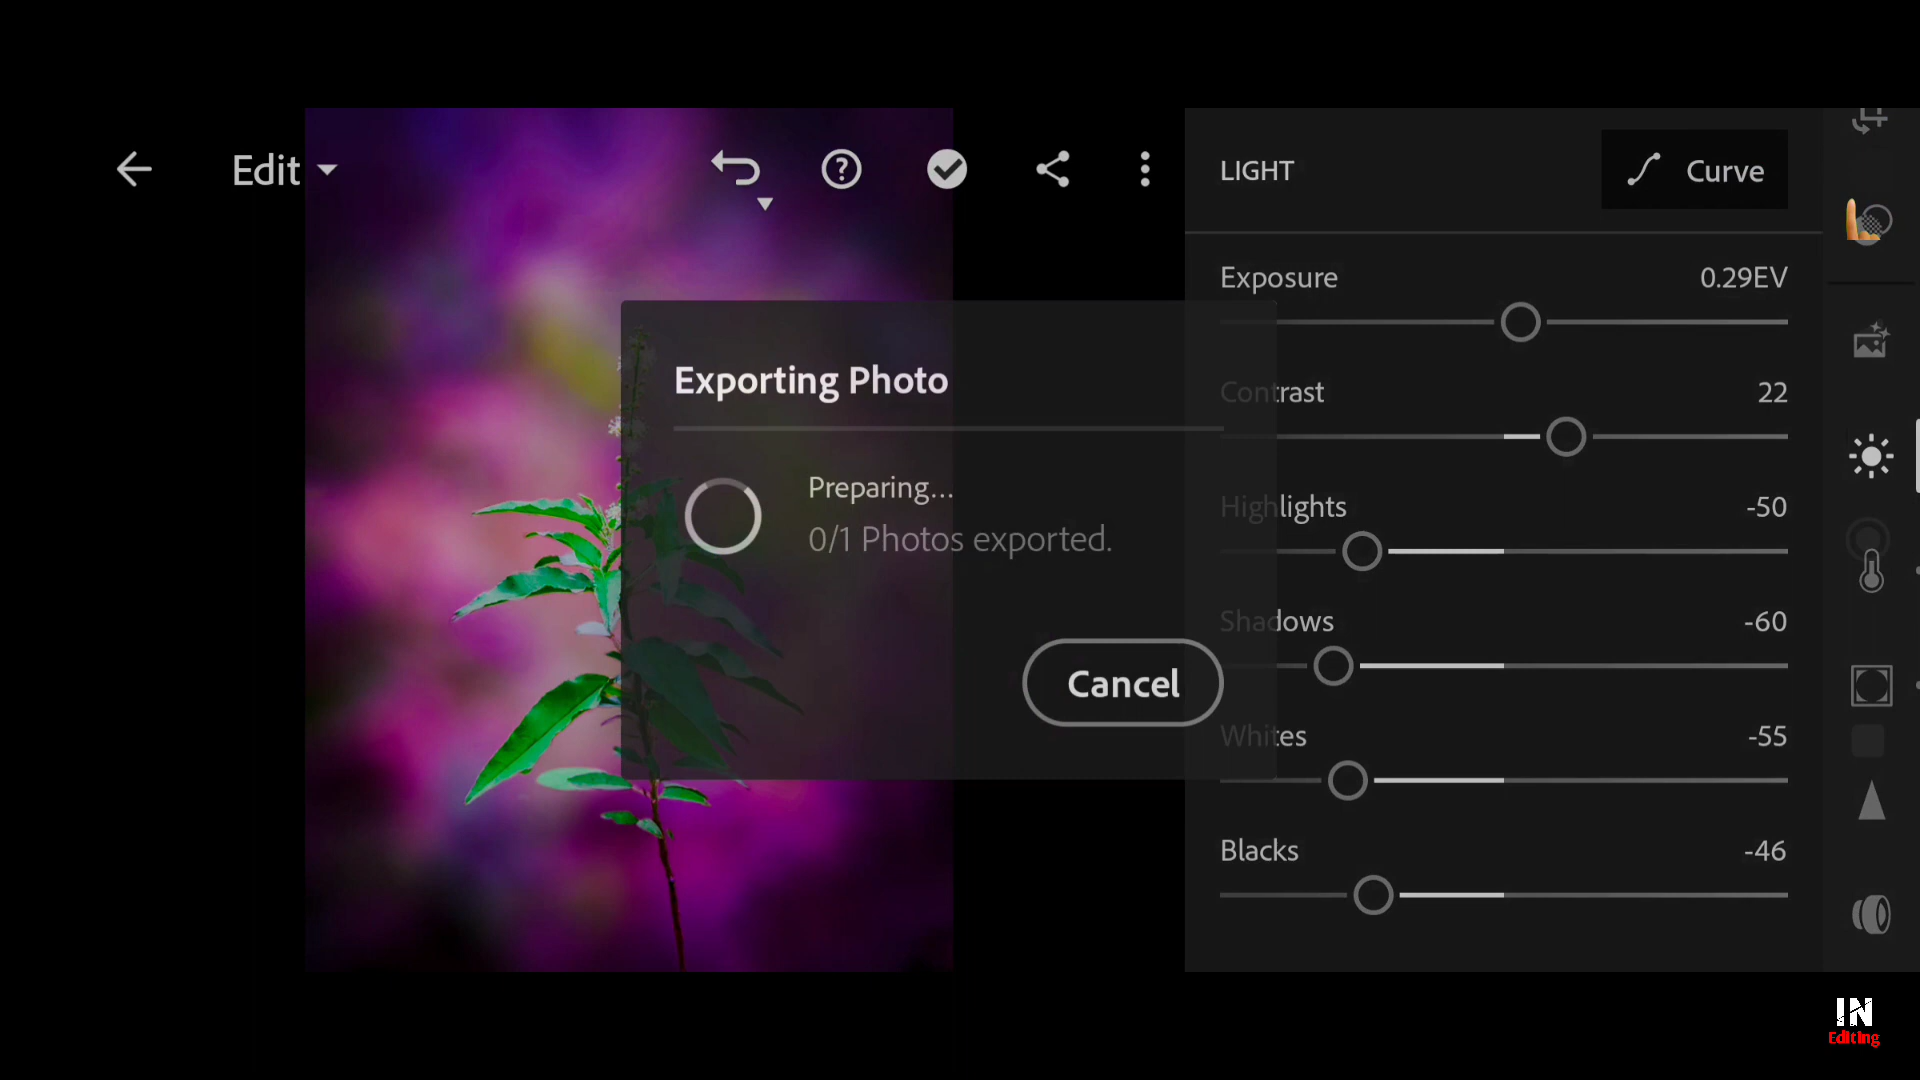 Edit
LIGHT
Curve
Exposure
0.29EV
Exporting Photo
Contrast
22
Preparing...
0/1 Photos exported.
Highlights
-50
Shadows
-60
Cancel
Whites
-55
Blacks
-46
IN
Editing